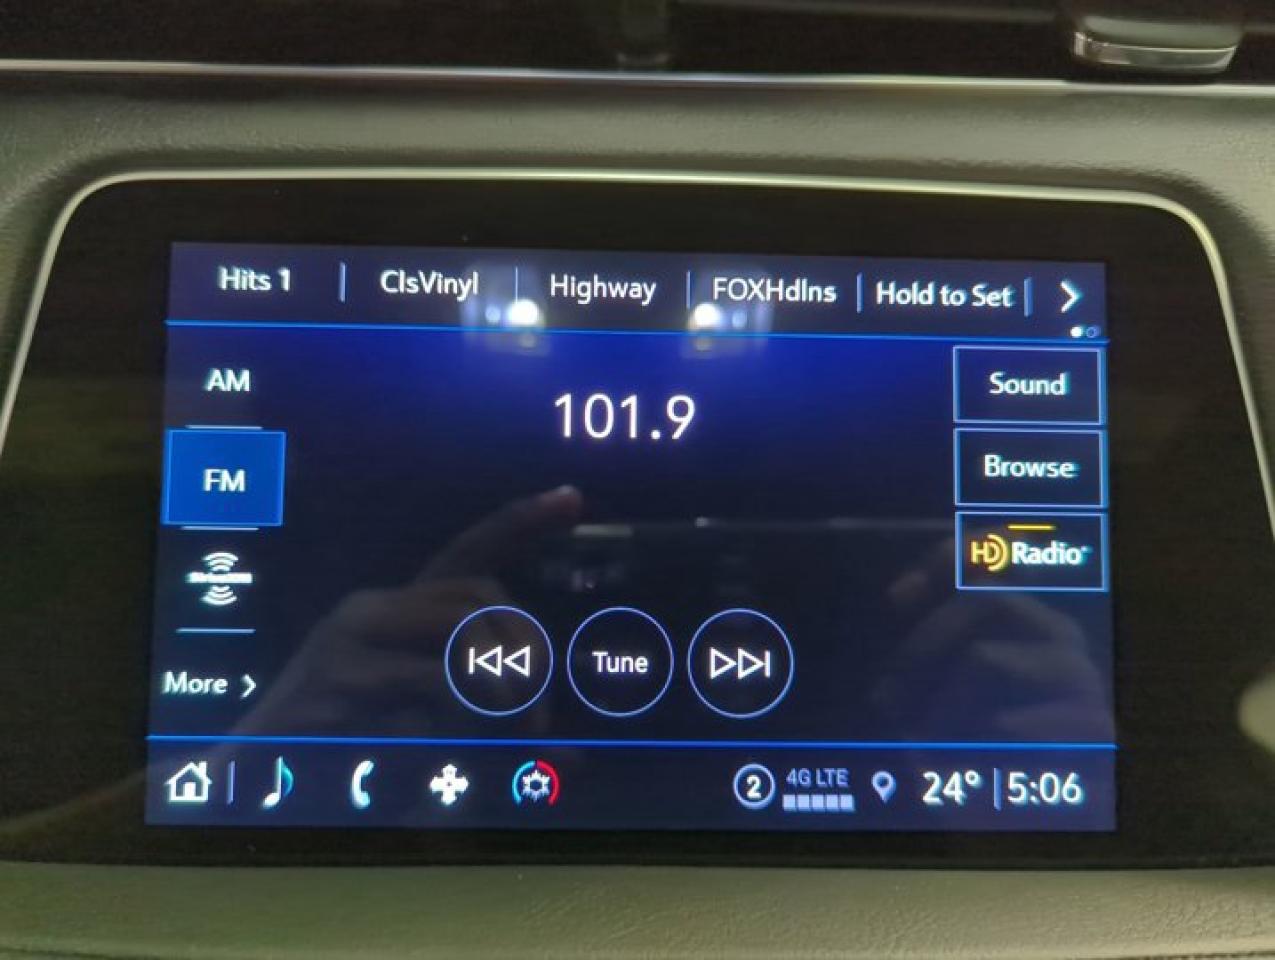 Hits 1 ClsVinyl Highway FOXHdlns Hold to Set
AM
101.9
Sound
FM
Browse
HD Radio
SiriusXM
More
Tune
2 4G LTE 24° 5:06